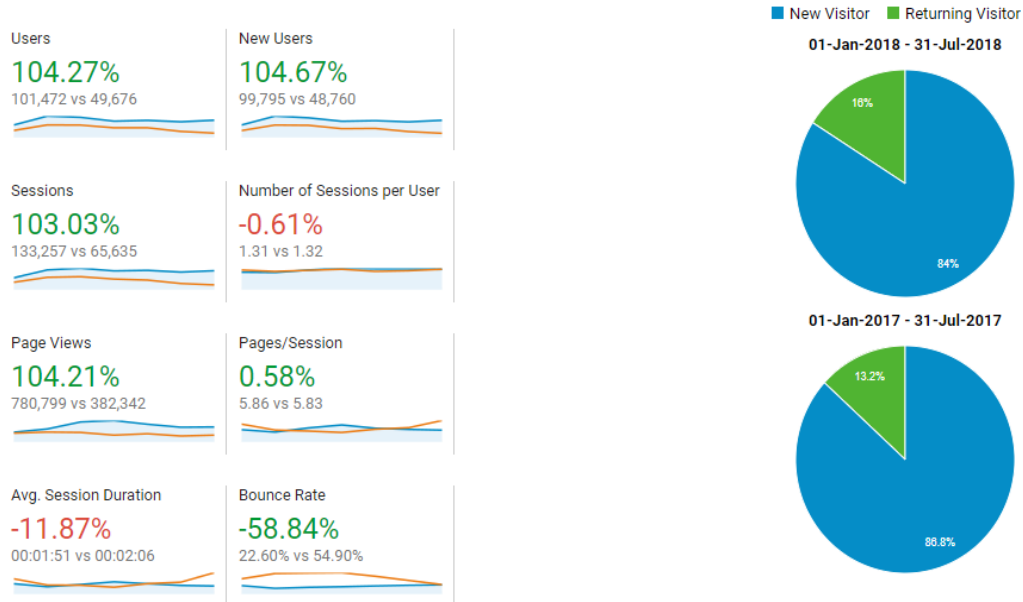 Users
104.27%
101,472 vs 49,676
New Users
104.67%
99,795 vs 48,760
Sessions
103.03%
133,257 vs 65,635
Number of Sessions per User
-0.61%
1.31 vs 1.32
Page Views
104.21%
780,799 vs 382,342
Pages/Session
0.58%
5.86 vs 5.83
Avg. Session Duration
-11.87%
00:01:51 vs 00:02:06
Bounce Rate
-58.84%
22.60% vs 54.90%
New Visitor
Returning Visitor
01-Jan-2018 - 31-Jul-2018
16%
84%
01-Jan-2017 - 31-Jul-2017
13.2%
86.8%